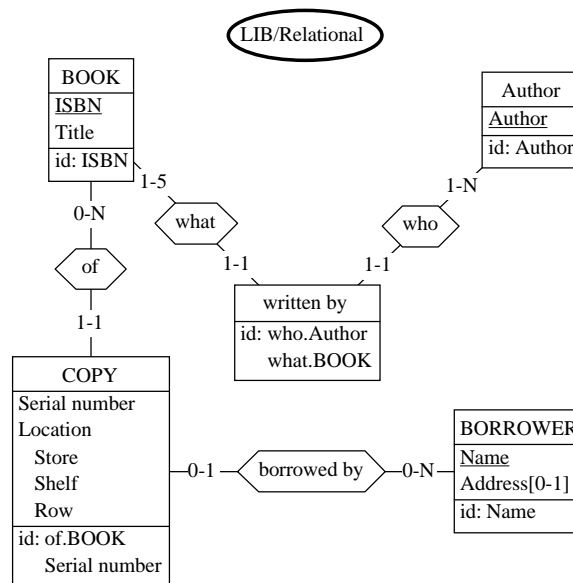 LIB/Relational
BOOK
ISBN
Title
id: ISBN
Author
Author
id: Author
1-5
1-N
0-N
what
who
of
1-1
1-1
1-1
written by
id: who.Author
what.BOOK
COPY
Serial number
Location
Store
Shelf
Row
id: of.BOOK
Serial number
0-1
borrowed by
0-N
BORROWER
Name
Address[0-1]
id: Name